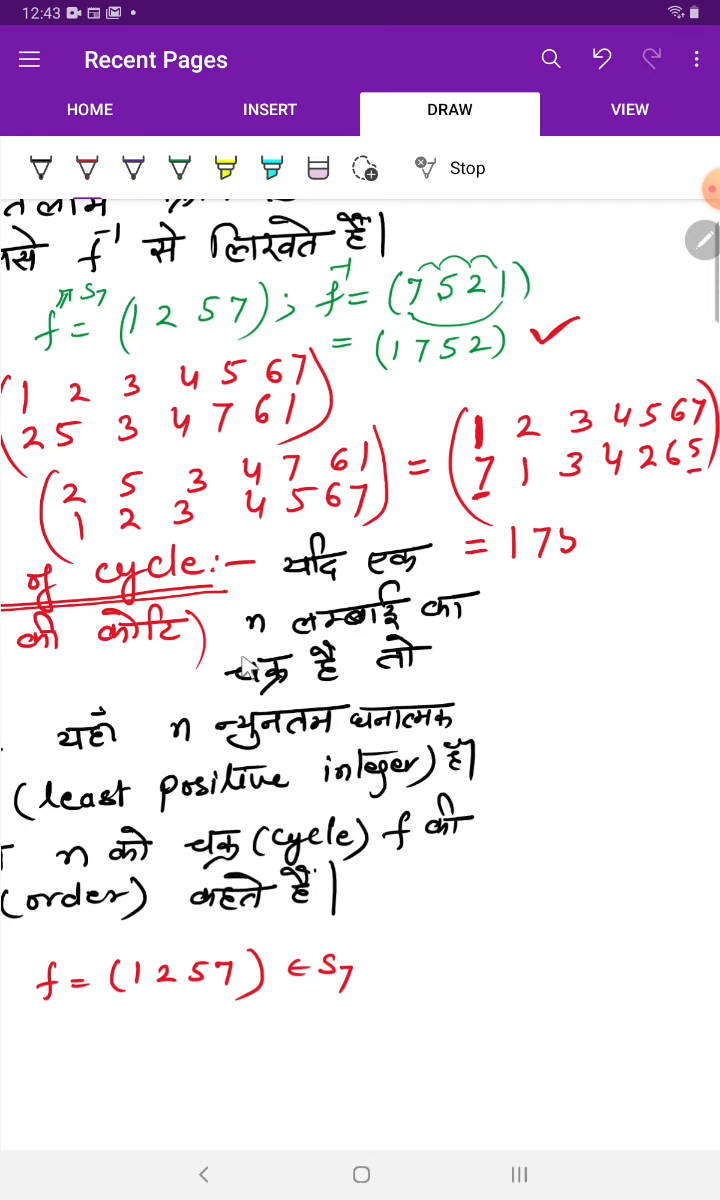 12:43
Recent Pages
HOME INSERT DRAW VIEW
Stop
से f⁻¹ से लिखते हैं|
f = (1 2 5 7); f⁻¹ = (7 5 2 1)
S7
= (1 7 5 2) ✓
(1 2 3 4 5 6 7)
(2 5 3 4 7 6 1)
(2 5 3 4 7 6 1) = (1 2 3 4 5 6 7)
(1 2 3 4 5 6 7) (7 1 3 4 2 6 5)
= 1 7 5
of cycle:- यदि एक
की कोटि) n लम्बाई का
चक्र है तो
यहाँ n न्युनतम धनात्मक
(least positive integer) है|
n को चक्र (cycle) f की
(order) कहते हैं|
f = (1 2 5 7) ∈ S7